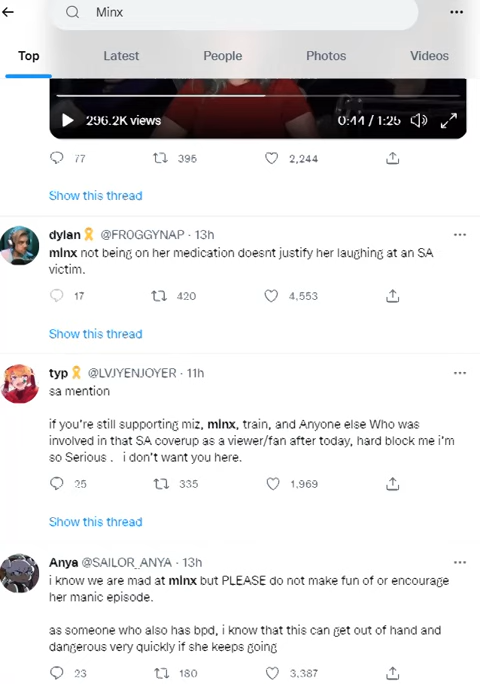 Minx
Top Latest People Photos Videos
296.2K views 0:44 / 1:25
77 396 2,244
Show this thread
dylan🎗 @FR0GGYNAP · 13h
minx not being on her medication doesnt justify her laughing at an SA
victim.
17 420 4,553
Show this thread
typ🎗 @LVJYENJOYER · 11h
sa mention
if you're still supporting miz, minx, train, and Anyone else Who was
involved in that SA coverup as a viewer/fan after today, hard block me i'm
so Serious . i don't want you here.
25 335 1,969
Show this thread
Anya @SAILOR_ANYA · 13h
i know we are mad at minx but PLEASE do not make fun of or encourage
her manic episode.
as someone who also has bpd, i know that this can get out of hand and
dangerous very quickly if she keeps going
23 180 3,387